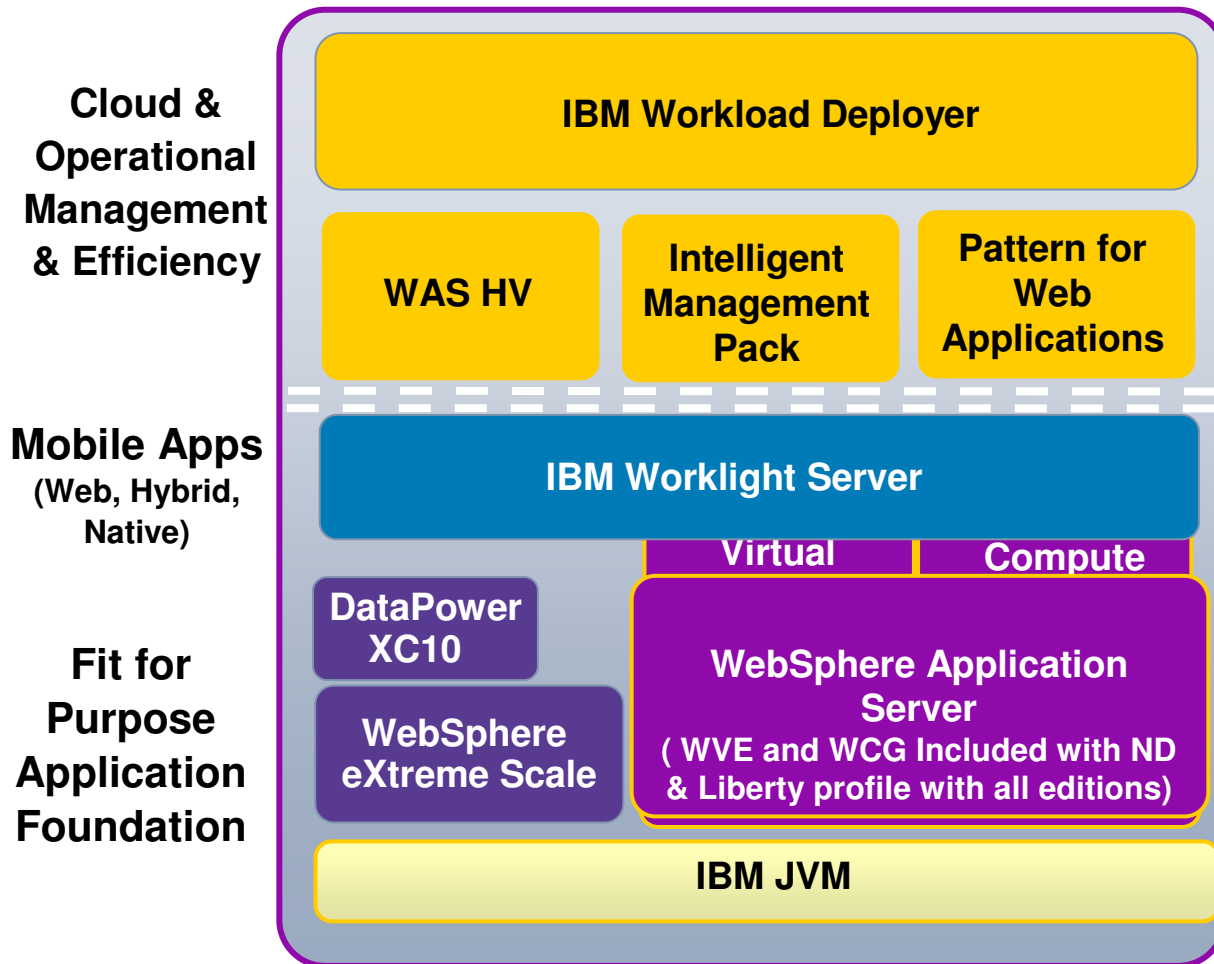 Cloud &
Operational
Management
& Efficiency
IBM Workload Deployer
WAS HV
Intelligent
Management
Pack
Pattern for
Web
Applications
Mobile Apps
(Web, Hybrid,
Native)
IBM Worklight Server
Virtual
Compute
Fit for
Purpose
Application
Foundation
DataPower
XC10
WebSphere
eXtreme Scale
WebSphere Application
Server
( WVE and WCG Included with ND
& Liberty profile with all editions)
IBM JVM